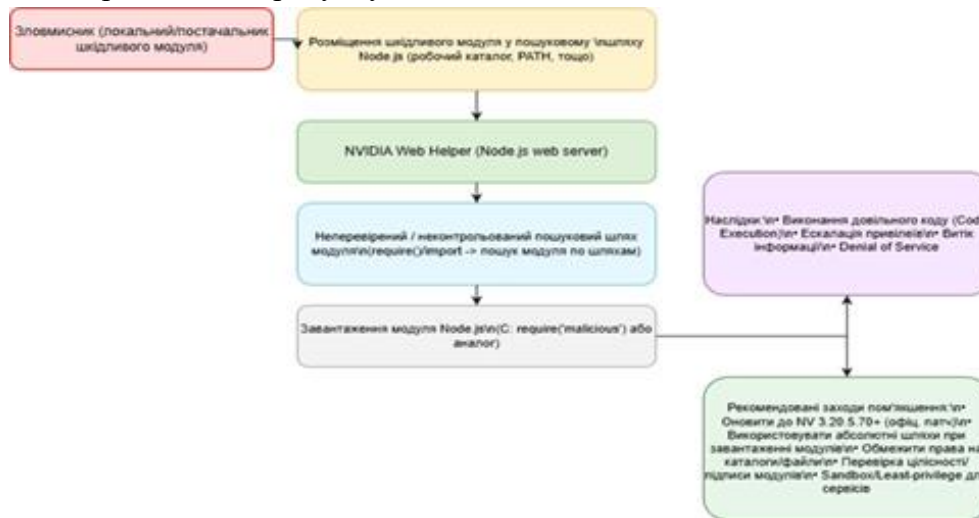 Зловмисник (локальний/постачальник
шкідливого модуля)
Розміщення шкідливого модуля у пошуковому \nшляху
Node.js (робочий каталог, PATH, тощо)
NVIDIA Web Helper (Node.js web server)
Неперевірений / неконтрольований пошуковий шлях
модуля\n(require()/import -> пошук модуля по шляхам)
Завантаження модуля Node.js\n(C: require('malicious') або
аналог)
Наслідки:\n• Виконання довільного коду (Cod
Execution)\n• Ескалація привілеїв\n• Витік
інформації\n• Denial of Service
Рекомендовані заходи пом'якшення:\n•
Оновити до NV 3.20.5.70+ (офіц. патч)\n•
Використовувати абсолютні шляхи при
завантаженні модулів\n• Обмежити права на
каталоги/файли\n• Перевірка цілісності/
підписи модулів\n• Sandbox/Least-privilege дл
сервісів